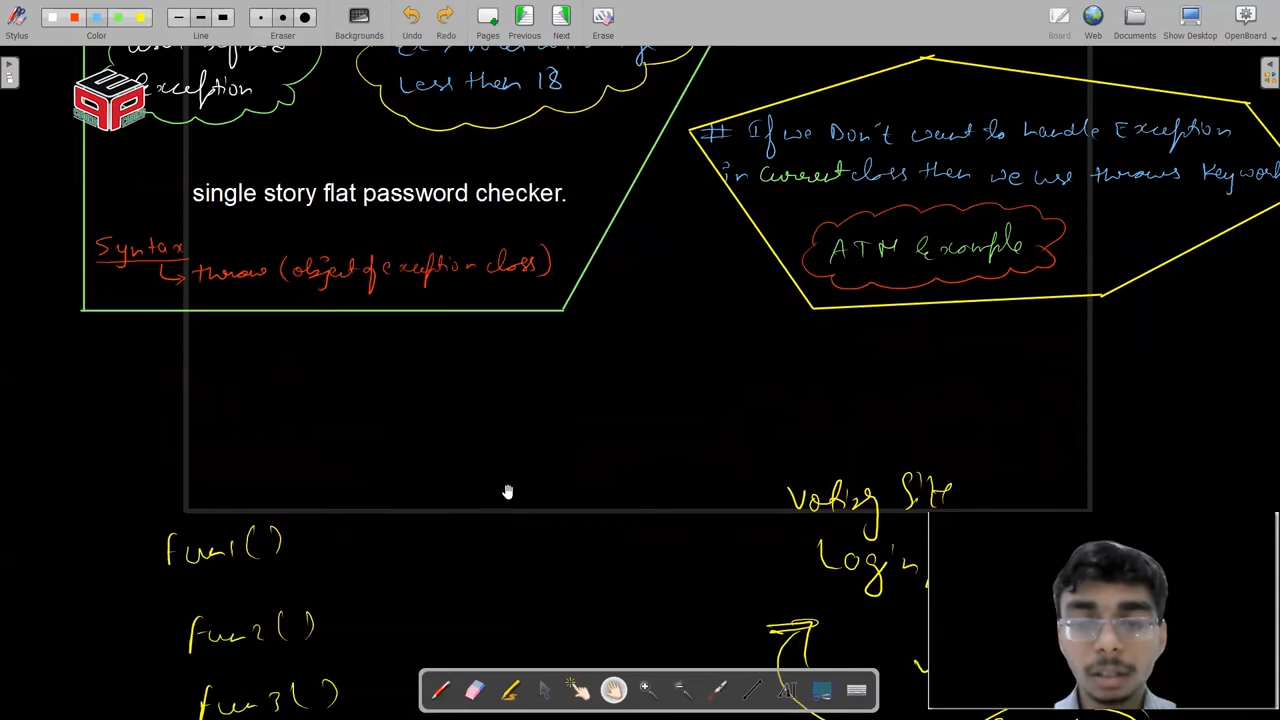 Stylus
Color
Line
Eraser
Backgrounds
Undo
Redo
Pages
Previous
Next
Erase
Board
Web
Documents
Show Desktop
OpenBoard
Exception
Less then 18
# If we Don't want to handle Exception
in current class then we use throws Keyword
single story flat password checker.
ATM Example
Syntax
throw (object of exception class)
Voting Site
Login
Fun1()
fun2()
fun3()